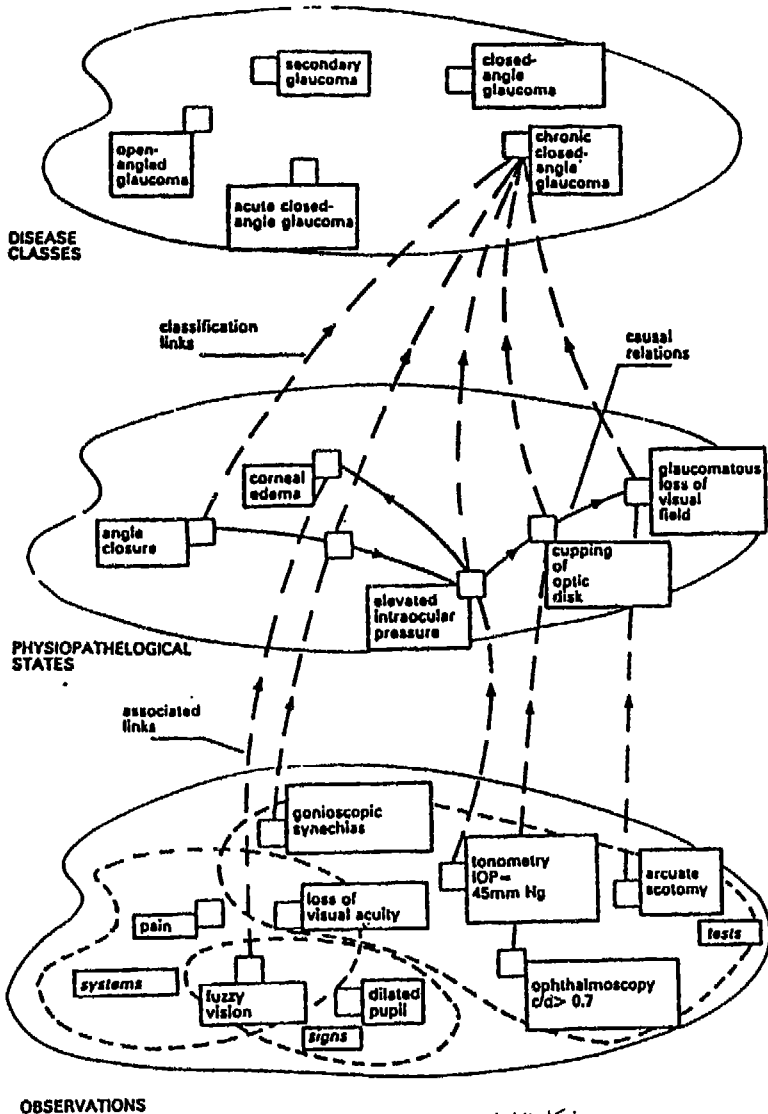 secondary
glaucoma
closed-
angle
glaucoma
open-
angled
glaucoma
chronic
closed-
angle
glaucoma
acute closed-
angle glaucoma
DISEASE
CLASSES
classification
links
causal
relations
corneal
edema
glaucomatous
loss of
visual
field
angle
closure
cupping
of
optic
disk
elevated
intraocular
pressure
PHYSIOPATHELOGICAL
STATES
associated
links
gonioscopic
synechias
tonometry
IOP =
45mm Hg
arcuate
scotomy
loss of
visual acuity
pain
tests
systems
fuzzy
vision
dilated
pupil
ophthalmoscopy
c/d > 0.7
signs
OBSERVATIONS